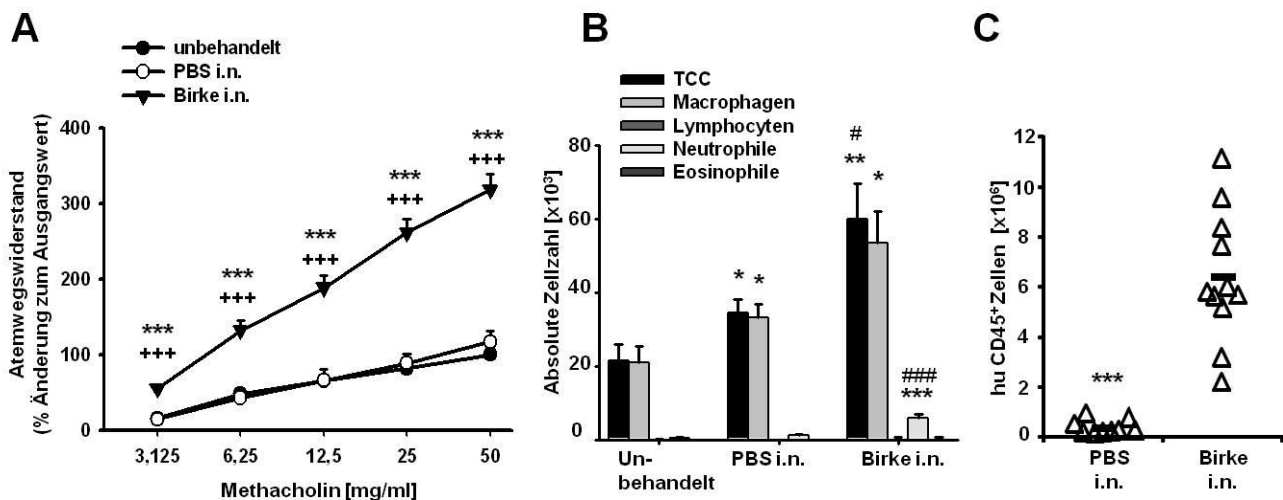 A
unbehandelt
PBS i.n.
Birke i.n.
Atemwegswiderstand
(% Änderung zum Ausgangswert)
400
300
200
100
0
***
+++
***
+++
***
+++
***
+++
***
+++
3,125
6,25
12,5
25
50
Methacholin [mg/ml]
B
TCC
Macrophagen
Lymphocyten
Neutrophile
Eosinophile
Absolute Zellzahl [x10³]
80
60
40
20
0
*
*
#
**
*
###
***
Un-
behandelt
PBS i.n.
Birke i.n.
C
hu CD45⁺Zellen [x10⁶]
12
10
8
6
4
2
0
***
PBS
i.n.
Birke
i.n.